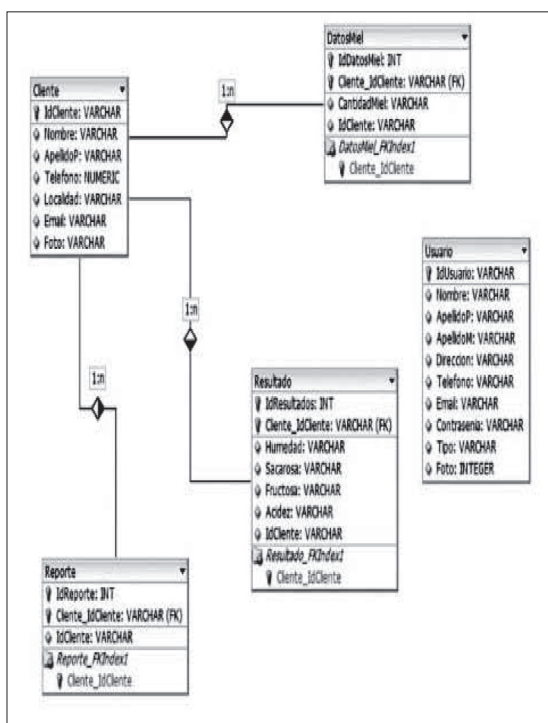 DatosMiel
IdDatosMiel: INT
Cliente_IdCliente: VARCHAR (FK)
CantidadMiel: VARCHAR
IdCliente: VARCHAR
DatosMiel_FKIndex1
Cliente_IdCliente
1:n
Cliente
IdCliente: VARCHAR
Nombre: VARCHAR
ApellidoP: VARCHAR
Telefono: NUMERIC
Localidad: VARCHAR
Email: VARCHAR
Foto: VARCHAR
Usuario
IdUsuario: VARCHAR
Nombre: VARCHAR
ApellidoP: VARCHAR
ApellidoM: VARCHAR
Direccion: VARCHAR
Telefono: VARCHAR
Email: VARCHAR
Contrasenia: VARCHAR
Tipo: VARCHAR
Foto: INTEGER
1:n
1:n
Resultado
IdResultados: INT
Cliente_IdCliente: VARCHAR (FK)
Humedad: VARCHAR
Sacarosa: VARCHAR
Fructosa: VARCHAR
Acidez: VARCHAR
IdCliente: VARCHAR
Resultado_FKIndex1
Cliente_IdCliente
Reporte
IdReporte: INT
Cliente_IdCliente: VARCHAR (FK)
IdCliente: VARCHAR
Reporte_FKIndex1
Cliente_IdCliente